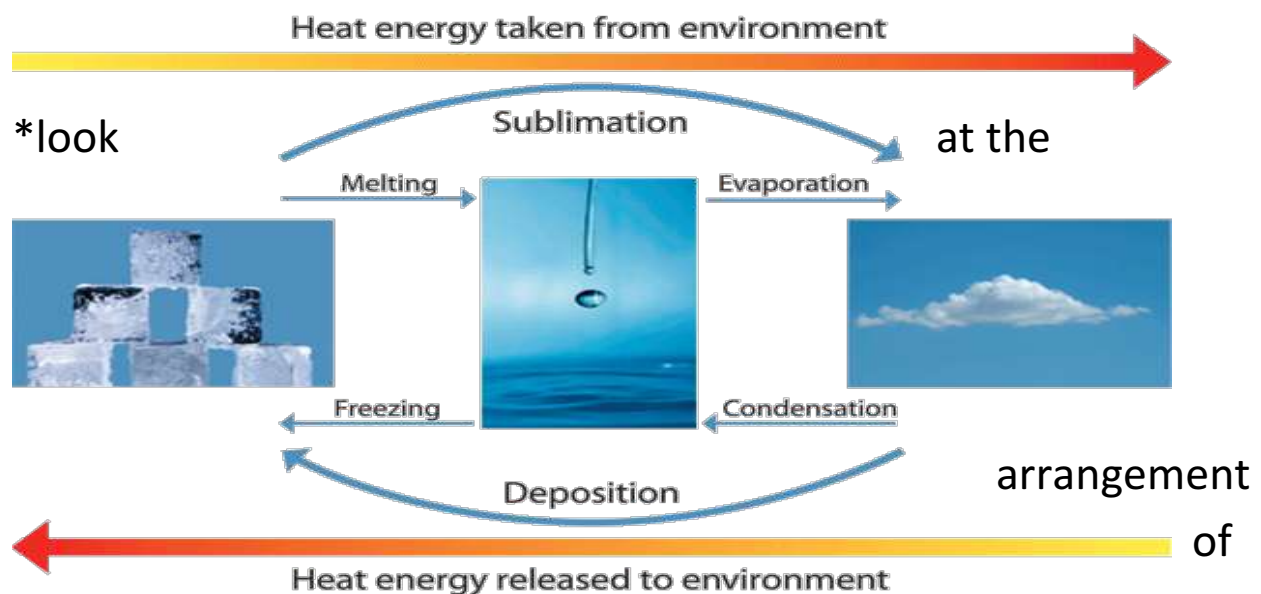 Heat energy taken from environment
*look
Sublimation
at the
Melting
Evaporation
Freezing
Condensation
Deposition
arrangement
of
Heat energy released to environment